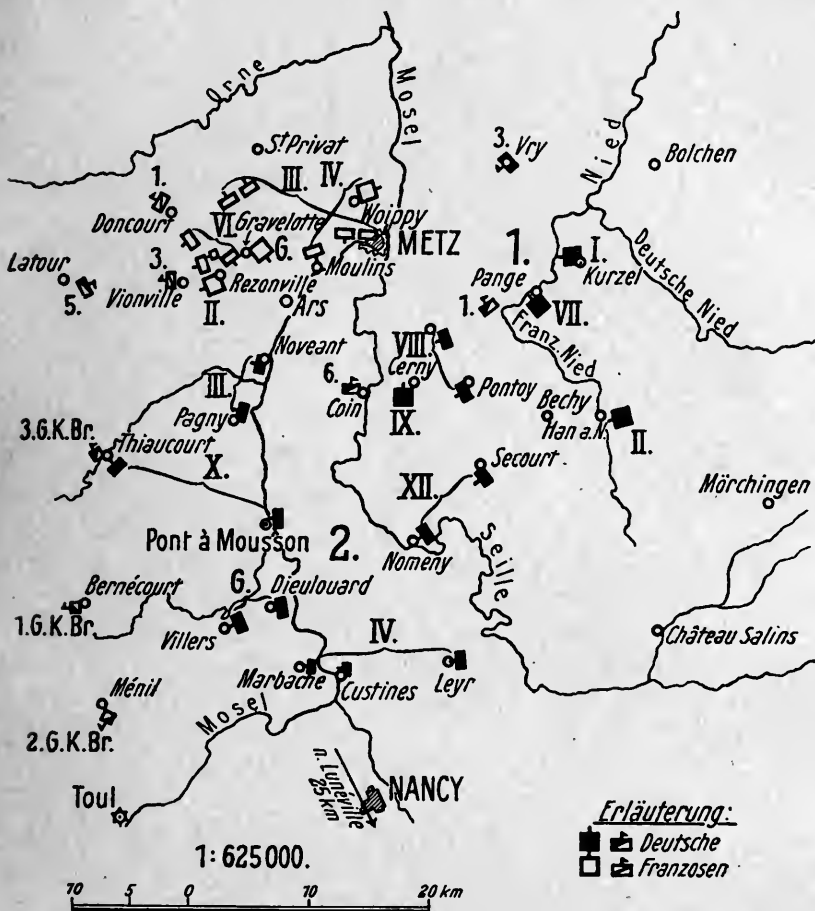 Orne
Mosel
St Privat
3. Vry
Nied
Bolchen
1.
III.
IV.
Doncourt
VI.
Gravelotte
Woippy
METZ
G.
Moulins
1.
I.
Kurzel
Deutsche Nied
Latour
5.
3.
Vionville
Rezonville
II.
Ars
Pange
1.
VII.
Franz. Nied
Noveant
VIII.
III.
6.
Cerny
Coin
Pontoy
IX.
Bechy
Han a.N.
II.
Pagny
3.G.K.Br.
Thiaucourt
X.
Secourt
XII.
Mörchingen
Pont à Mousson
2.
Nomeny
Seille
Bernécourt
G.
Dieulouard
1.G.K.Br.
Villers
IV.
Château Salins
Marbache
Custines
Leyr
Ménil
Mosel
2.G.K.Br.
Toul
n. Lunéville
25 km
NANCY
Erläuterung:
Deutsche
Franzosen
1:625000.
10 5 0 10 20 km